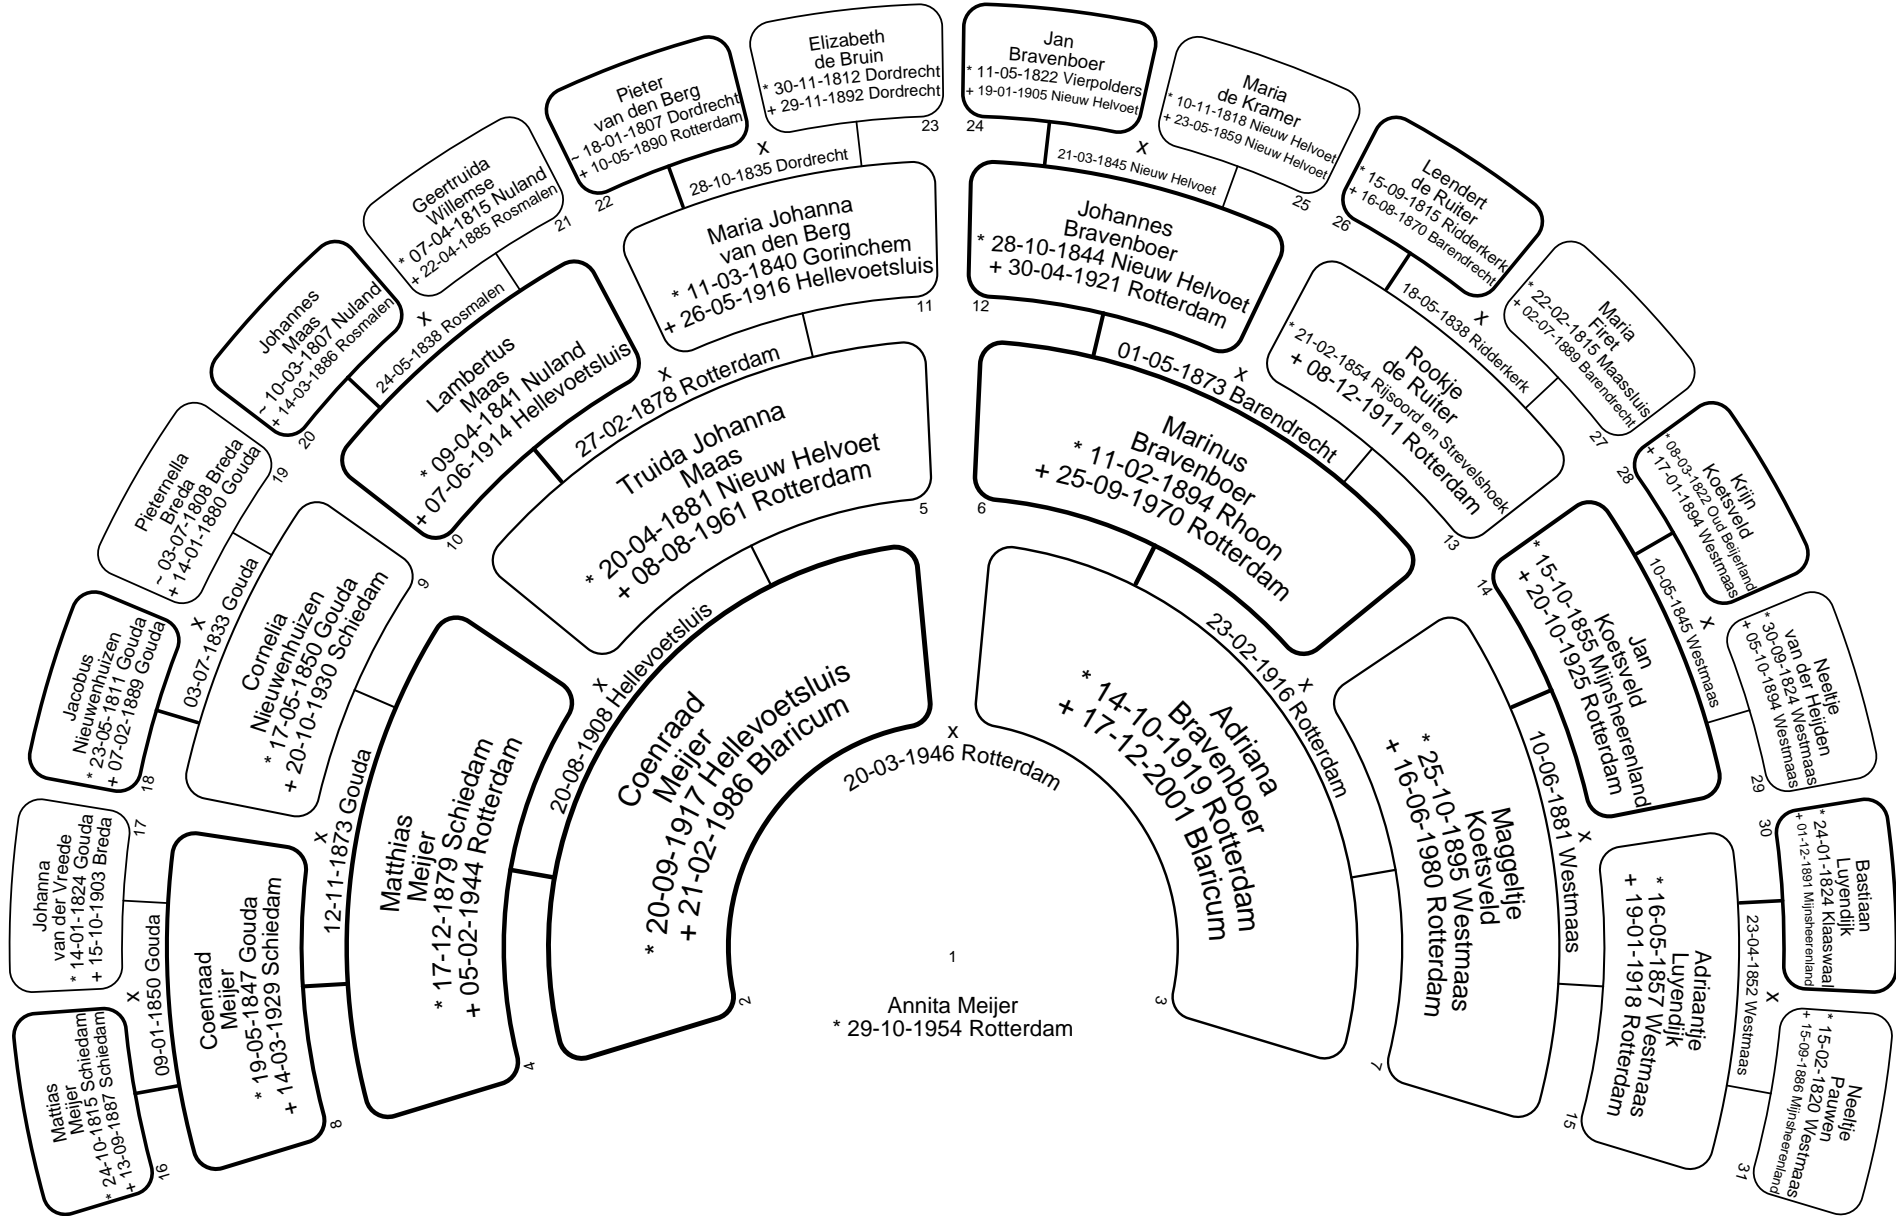 1
Annita Meijer
* 29-10-1954 Rotterdam
x
20-03-1946 Rotterdam
2
Coenraad
Meijer
* 20-09-1917 Hellevoetsluis
+ 21-02-1986 Blaricum
3
Adriana
Bravenboer
* 14-10-1919 Rotterdam
+ 17-12-2001 Blaricum
x
20-08-1908 Hellevoetsluis
x
23-02-1916 Rotterdam
4
Matthias
Meijer
* 17-12-1879 Schiedam
+ 05-02-1944 Rotterdam
5
Truida Johanna
Maas
* 20-04-1881 Nieuw Helvoet
+ 08-08-1961 Rotterdam
6
Marinus
Bravenboer
* 11-02-1894 Rhoon
+ 25-09-1970 Rotterdam
7
Maggeltje
Koetsveld
* 25-10-1895 Westmaas
+ 16-06-1980 Rotterdam
x
12-11-1873 Gouda
x
27-02-1878 Rotterdam
x
01-05-1873 Barendrecht
x
10-06-1881 Westmaas
8
Coenraad
Meijer
* 19-05-1847 Gouda
+ 14-03-1929 Schiedam
9
Cornelia
Nieuwenhuizen
* 17-05-1850 Gouda
+ 20-10-1930 Schiedam
10
Lambertus
Maas
* 09-04-1841 Nuland
+ 07-06-1914 Hellevoetsluis
11
Maria Johanna
van den Berg
* 11-03-1840 Gorinchem
+ 26-05-1916 Hellevoetsluis
12
Johannes
Bravenboer
* 28-10-1844 Nieuw Helvoet
+ 30-04-1921 Rotterdam
13
Rookje
de Ruiter
* 21-02-1854 Rijsoord en Strevelshoek
+ 08-12-1911 Rotterdam
14
Jan
Koetsveld
* 15-10-1855 Mijnsheerenland
+ 20-10-1925 Rotterdam
15
Adriaantje
Luyendijk
* 16-05-1857 Westmaas
+ 19-01-1918 Rotterdam
x
09-01-1850 Gouda
x
03-07-1833 Gouda
x
24-05-1838 Rosmalen
x
28-10-1835 Dordrecht
x
21-03-1845 Nieuw Helvoet
x
18-05-1838 Ridderkerk
x
10-05-1845 Westmaas
x
23-04-1852 Westmaas
16
Mattias
Meijer
* 24-10-1815 Schiedam
+ 13-09-1887 Schiedam
17
Johanna
van der Vreede
* 14-01-1824 Gouda
+ 15-10-1903 Breda
18
Jacobus
Nieuwenhuizen
* 23-05-1811 Gouda
+ 07-02-1889 Gouda
19
Pieternella
Breda
~ 03-07-1808 Breda
+ 14-01-1880 Gouda
20
Johannes
Maas
~ 10-03-1807 Nuland
+ 14-03-1886 Rosmalen
21
Geertruida
Willemse
* 07-04-1815 Nuland
+ 22-04-1885 Rosmalen
22
Pieter
van den Berg
~ 18-01-1807 Dordrecht
+ 10-05-1890 Rotterdam
23
Elizabeth
de Bruin
* 30-11-1812 Dordrecht
+ 29-11-1892 Dordrecht
24
Jan
Bravenboer
* 11-05-1822 Vierpolders
+ 19-01-1905 Nieuw Helvoet
25
Maria
de Kramer
* 10-11-1818 Nieuw Helvoet
+ 23-05-1859 Nieuw Helvoet
26
Leendert
de Ruiter
* 15-09-1815 Ridderkerk
+ 16-08-1870 Barendrecht
27
Maria
Firet
* 22-02-1815 Maassluis
+ 02-07-1889 Barendrecht
28
Krijn
Koetsveld
* 08-03-1822 Oud Beijerland
+ 17-01-1894 Westmaas
29
Neeltje
van der Heijden
* 30-09-1824 Westmaas
+ 05-10-1894 Westmaas
30
Bastiaan
Luyendijk
* 24-01-1824 Klaaswaal
+ 01-12-1891 Mijnsheerenland
31
Neeltje
Pauwen
* 15-02-1820 Westmaas
+ 15-09-1886 Mijnsheerenland